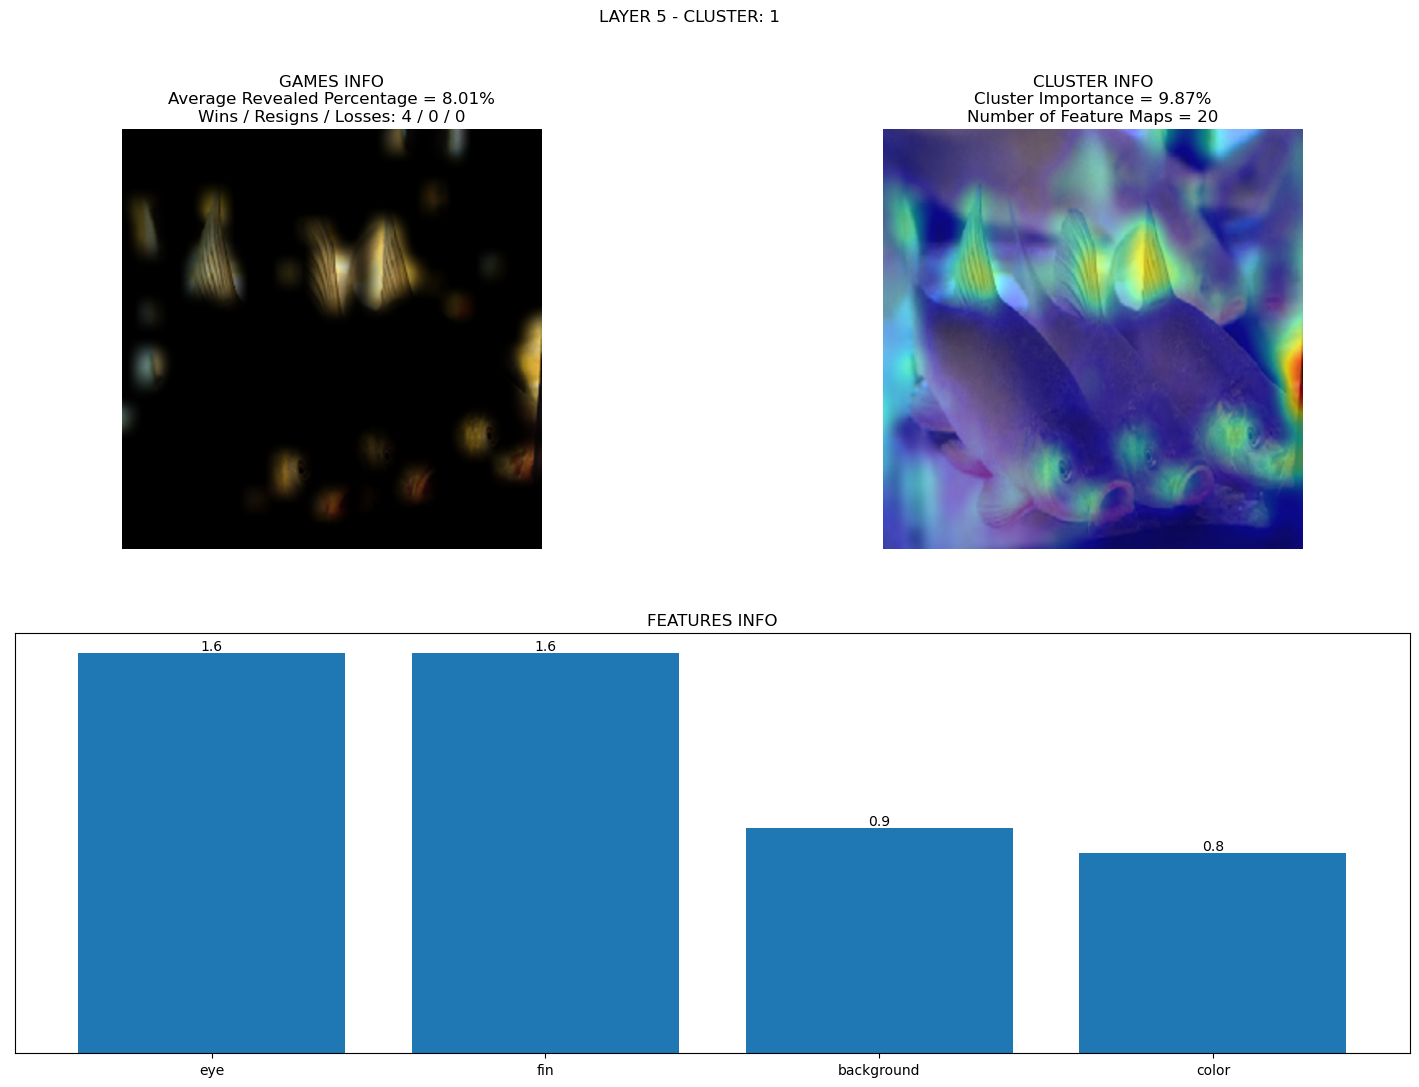 LAYER 5 - CLUSTER: 1
GAMES INFO
Average Revealed Percentage = 8.01%
Wins / Resigns / Losses: 4 / 0 / 0
CLUSTER INFO
Cluster Importance = 9.87%
Number of Feature Maps = 20
FEATURES INFO
1.6
1.6
0.9
0.8
eye
fin
background
color